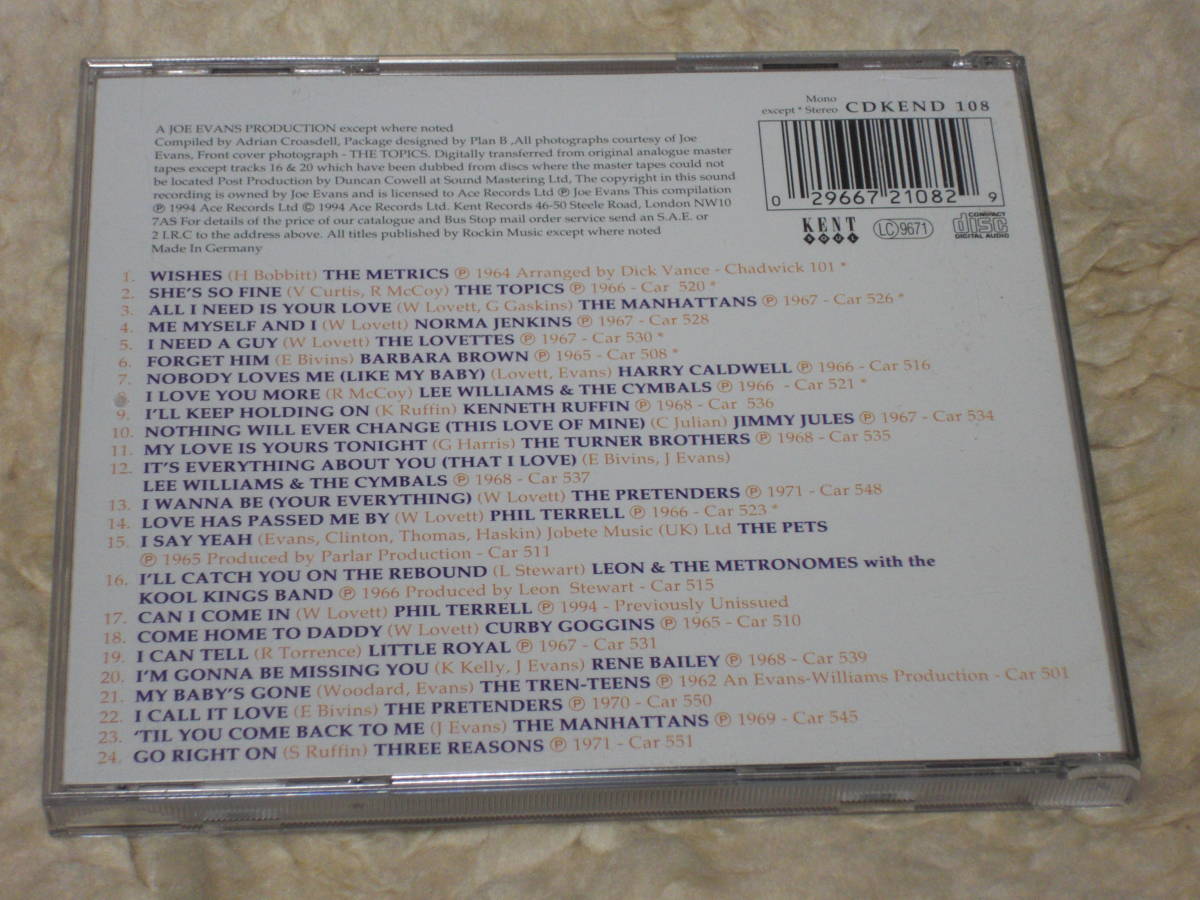 Mono
except * Stereo CDKEND 108
A JOE EVANS PRODUCTION except where noted
Compiled by Adrian Croasdell, Package designed by Plan B ,All photographs courtesy of Joe
Evans, Front cover photograph - THE TOPICS. Digitally transferred from original analogue master
tapes except tracks 16 & 20 which have been dubbed from discs where the master tapes could not
be located Post Production by Duncan Cowell at Sound Mastering Ltd, The copyright in this sound
recording is owned by Joe Evans and is licensed to Ace Records Ltd ℗ Joe Evans This compilation
℗ 1994 Ace Records Ltd © 1994 Ace Records Ltd. Kent Records 46-50 Steele Road, London NW10
7AS For details of the price of our catalogue and Bus Stop mail order service send an S.A.E. or
2 I.R.C to the address above. All titles published by Rockin Music except where noted
Made In Germany
0 29667 21082 9
KENT
SOUL
LC 9671
COMPACT
disc
DIGITAL AUDIO
1. WISHES (H Bobbitt) THE METRICS ℗ 1964 Arranged by Dick Vance - Chadwick 101 *
2. SHE'S SO FINE (V Curtis, R McCoy) THE TOPICS ℗ 1966 - Car 520 *
3. ALL I NEED IS YOUR LOVE (W Lovett, G Gaskins) THE MANHATTANS ℗ 1967 - Car 526 *
4. ME MYSELF AND I (W Lovett) NORMA JENKINS ℗ 1967 - Car 528
5. I NEED A GUY (W Lovett) THE LOVETTES ℗ 1967 - Car 530 *
6. FORGET HIM (E Bivins) BARBARA BROWN ℗ 1965 - Car 508 *
7. NOBODY LOVES ME (LIKE MY BABY) (Lovett, Evans) HARRY CALDWELL ℗ 1966 - Car 516
8. I LOVE YOU MORE (R McCoy) LEE WILLIAMS & THE CYMBALS ℗ 1966 - Car 521 *
9. I'LL KEEP HOLDING ON (K Ruffin) KENNETH RUFFIN ℗ 1968 - Car 536
10. NOTHING WILL EVER CHANGE (THIS LOVE OF MINE) (C Julian) JIMMY JULES ℗ 1967 - Car 534
11. MY LOVE IS YOURS TONIGHT (G Harris) THE TURNER BROTHERS ℗ 1968 - Car 535
12. IT'S EVERYTHING ABOUT YOU (THAT I LOVE) (E Bivins, J Evans)
LEE WILLIAMS & THE CYMBALS ℗ 1968 - Car 537
13. I WANNA BE (YOUR EVERYTHING) (W Lovett) THE PRETENDERS ℗ 1971 - Car 548
14. LOVE HAS PASSED ME BY (W Lovett) PHIL TERRELL ℗ 1966 - Car 523 *
15. I SAY YEAH (Evans, Clinton, Thomas, Haskin) Jobete Music (UK) Ltd THE PETS
℗ 1965 Produced by Parlar Production - Car 511
16. I'LL CATCH YOU ON THE REBOUND (L Stewart) LEON & THE METRONOMES with the
KOOL KINGS BAND ℗ 1966 Produced by Leon Stewart - Car 515
17. CAN I COME IN (W Lovett) PHIL TERRELL ℗ 1994 - Previously Unissued
18. COME HOME TO DADDY (W Lovett) CURBY GOGGINS ℗ 1965 - Car 510
19. I CAN TELL (R Torrence) LITTLE ROYAL ℗ 1967 - Car 531
20. I'M GONNA BE MISSING YOU (K Kelly, J Evans) RENE BAILEY ℗ 1968 - Car 539
21. MY BABY'S GONE (Woodard, Evans) THE TREN-TEENS ℗ 1962 An Evans-Williams Production - Car 501
22. I CALL IT LOVE (E Bivins) THE PRETENDERS ℗ 1970 - Car 550
23. 'TIL YOU COME BACK TO ME (J Evans) THE MANHATTANS ℗ 1969 - Car 545
24. GO RIGHT ON (S Ruffin) THREE REASONS ℗ 1971 - Car 551